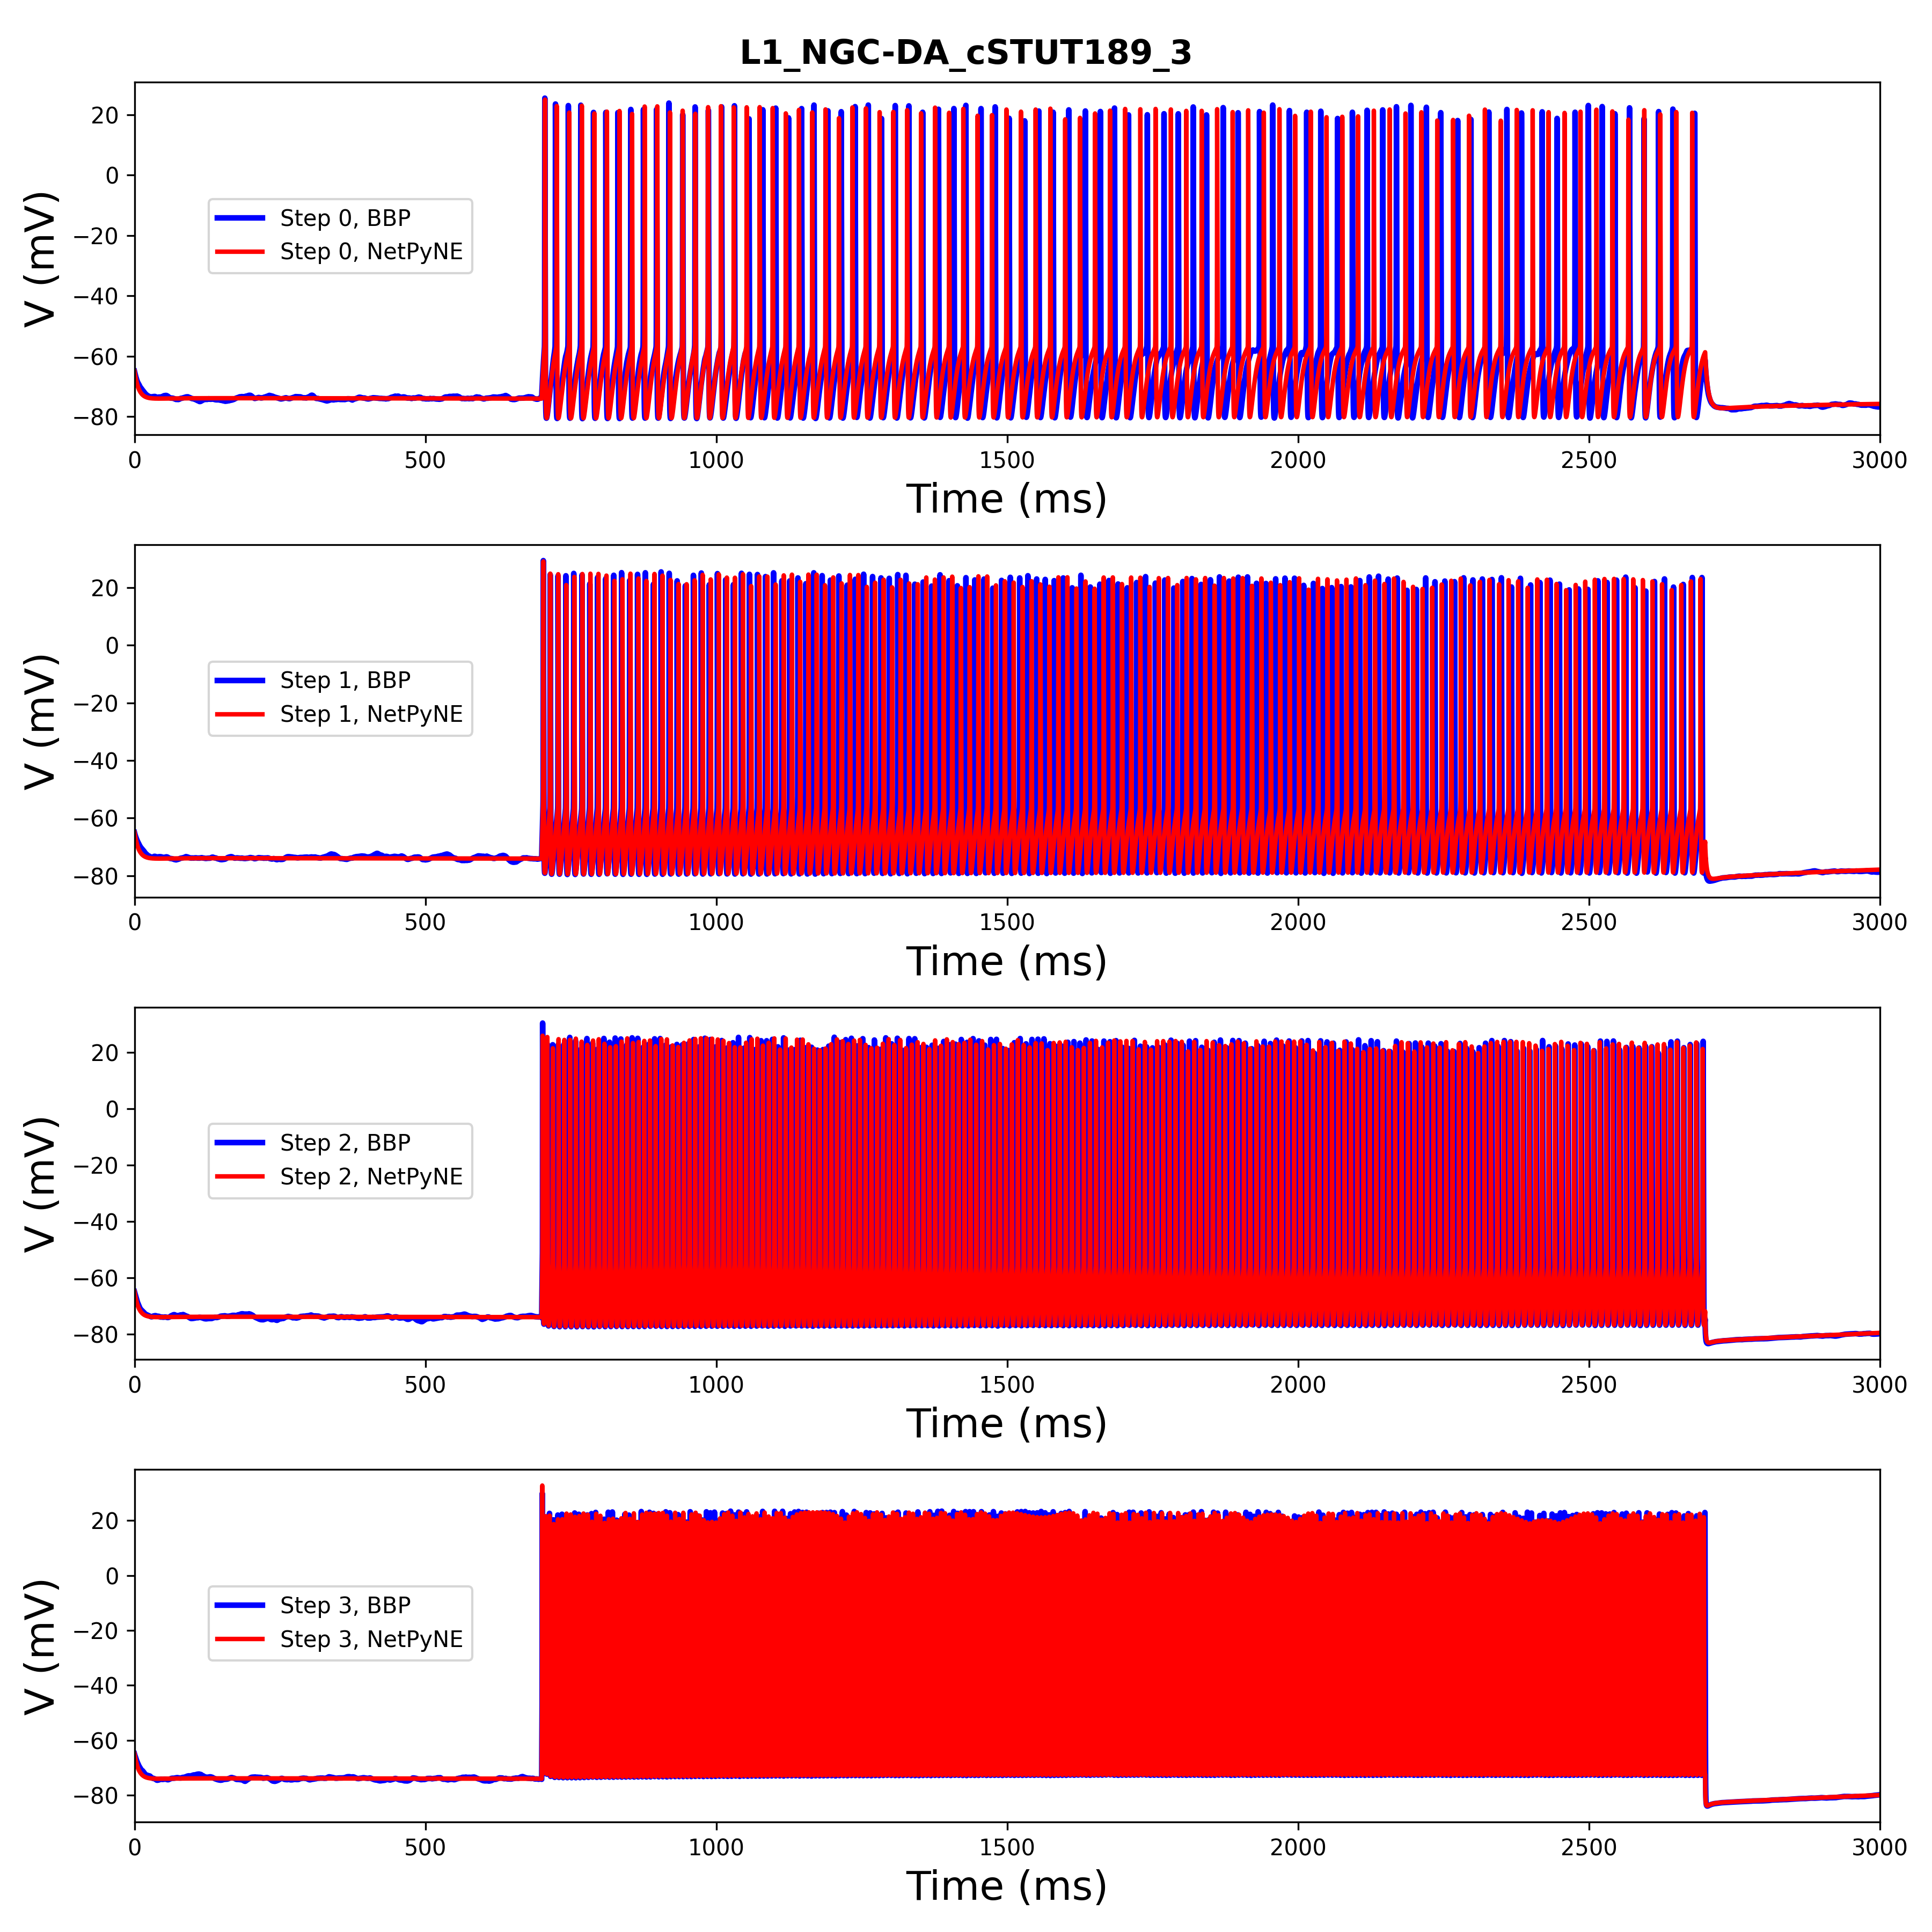 L1_NGC-DA_cSTUT189_3
20
0
−20
−40
−60
−80
V (mV)
Step 0, BBP
Step 0, NetPyNE
0 500 1000 1500 2000 2500 3000
Time (ms)
20
0
−20
−40
−60
−80
V (mV)
Step 1, BBP
Step 1, NetPyNE
0 500 1000 1500 2000 2500 3000
Time (ms)
20
0
−20
−40
−60
−80
V (mV)
Step 2, BBP
Step 2, NetPyNE
0 500 1000 1500 2000 2500 3000
Time (ms)
20
0
−20
−40
−60
−80
V (mV)
Step 3, BBP
Step 3, NetPyNE
0 500 1000 1500 2000 2500 3000
Time (ms)